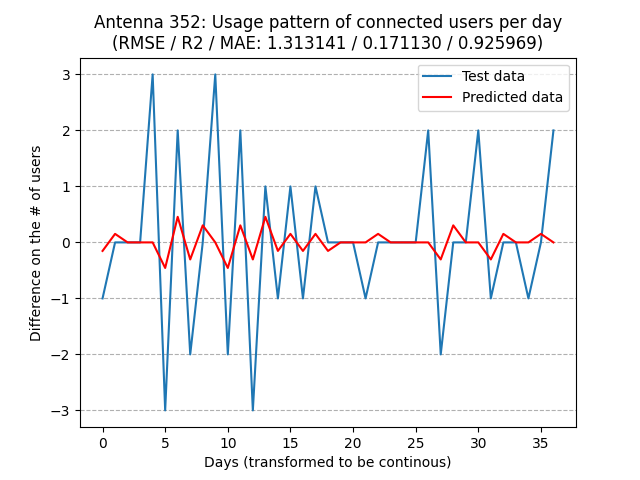 Antenna 352: Usage pattern of connected users per day
(RMSE / R2 / MAE: 1.313141 / 0.171130 / 0.925969)
Test data
Predicted data
Difference on the # of users
3
2
1
0
−1
−2
−3
0 5 10 15 20 25 30 35
Days (transformed to be continous)